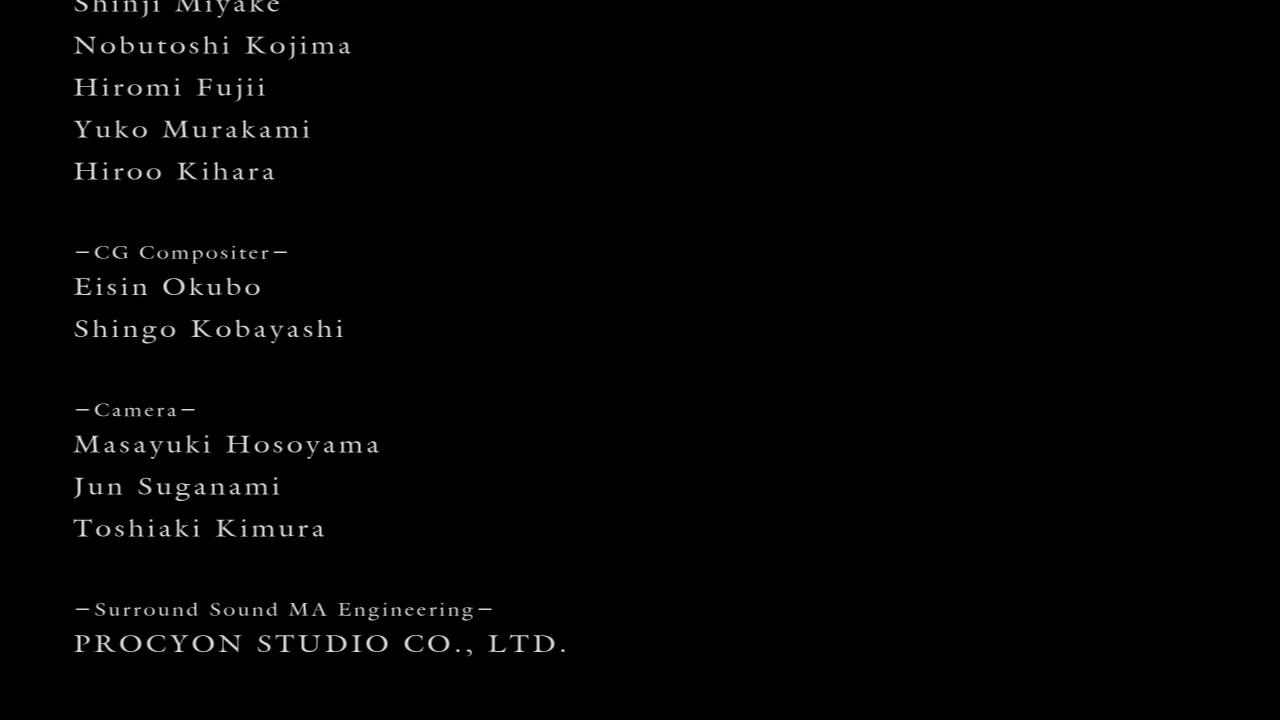 Shinji Miyake
Nobutoshi Kojima
Hiromi Fujii
Yuko Murakami
Hiroo Kihara
−CG Compositer−
Eisin Okubo
Shingo Kobayashi
−Camera−
Masayuki Hosoyama
Jun Suganami
Toshiaki Kimura
−Surround Sound MA Engineering−
PROCYON STUDIO CO., LTD.